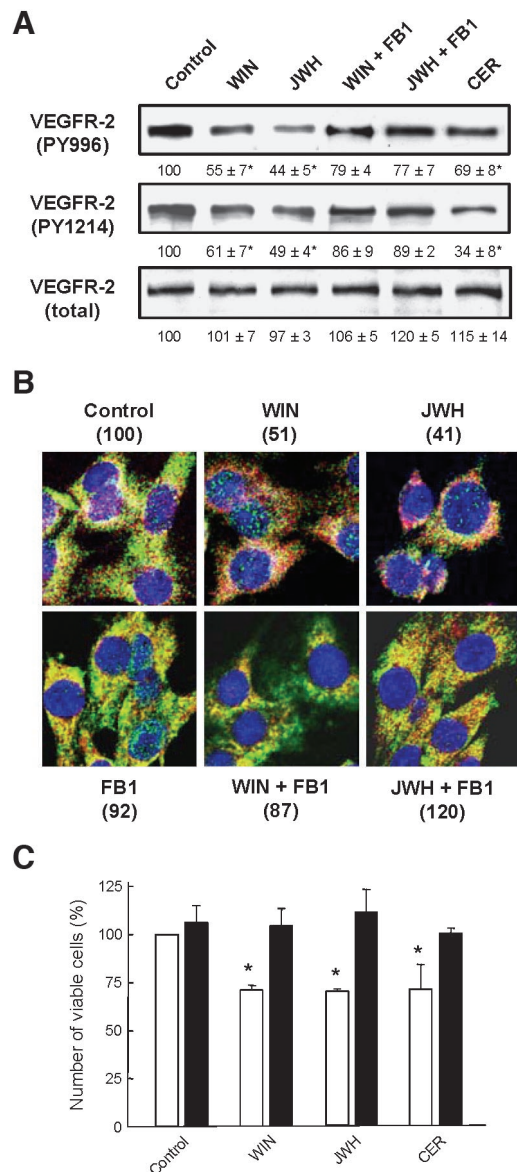 A
Control WIN JWH WIN + FB1 JWH + FB1 CER
VEGFR-2
(PY996)
100 55 ± 7* 44 ± 5* 79 ± 4 77 ± 7 69 ± 8*
VEGFR-2
(PY1214)
100 61 ± 7* 49 ± 4* 86 ± 9 89 ± 2 34 ± 8*
VEGFR-2
(total)
100 101 ± 7 97 ± 3 106 ± 5 120 ± 5 115 ± 14
B
Control WIN JWH
(100) (51) (41)
FB1 WIN + FB1 JWH + FB1
(92) (87) (120)
C
Number of viable cells (%)
125
100
75
50
25
0
* * *
Control WIN JWH CER